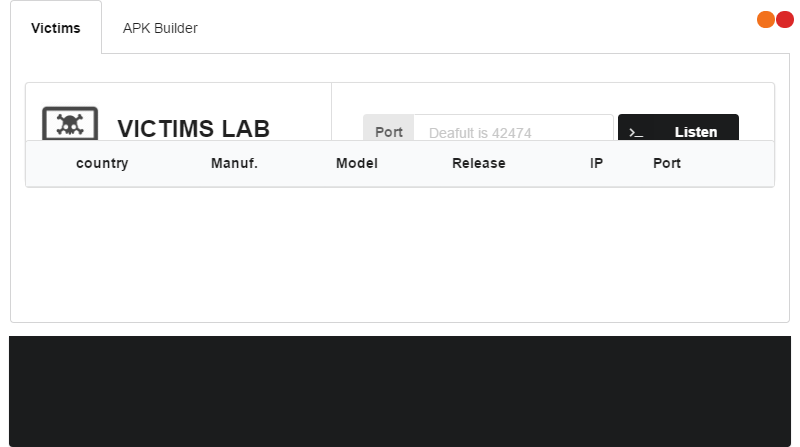 Victims APK Builder
VICTIMS LAB
Port Deafult is 42474 >_ Listen
country Manuf. Model Release IP Port